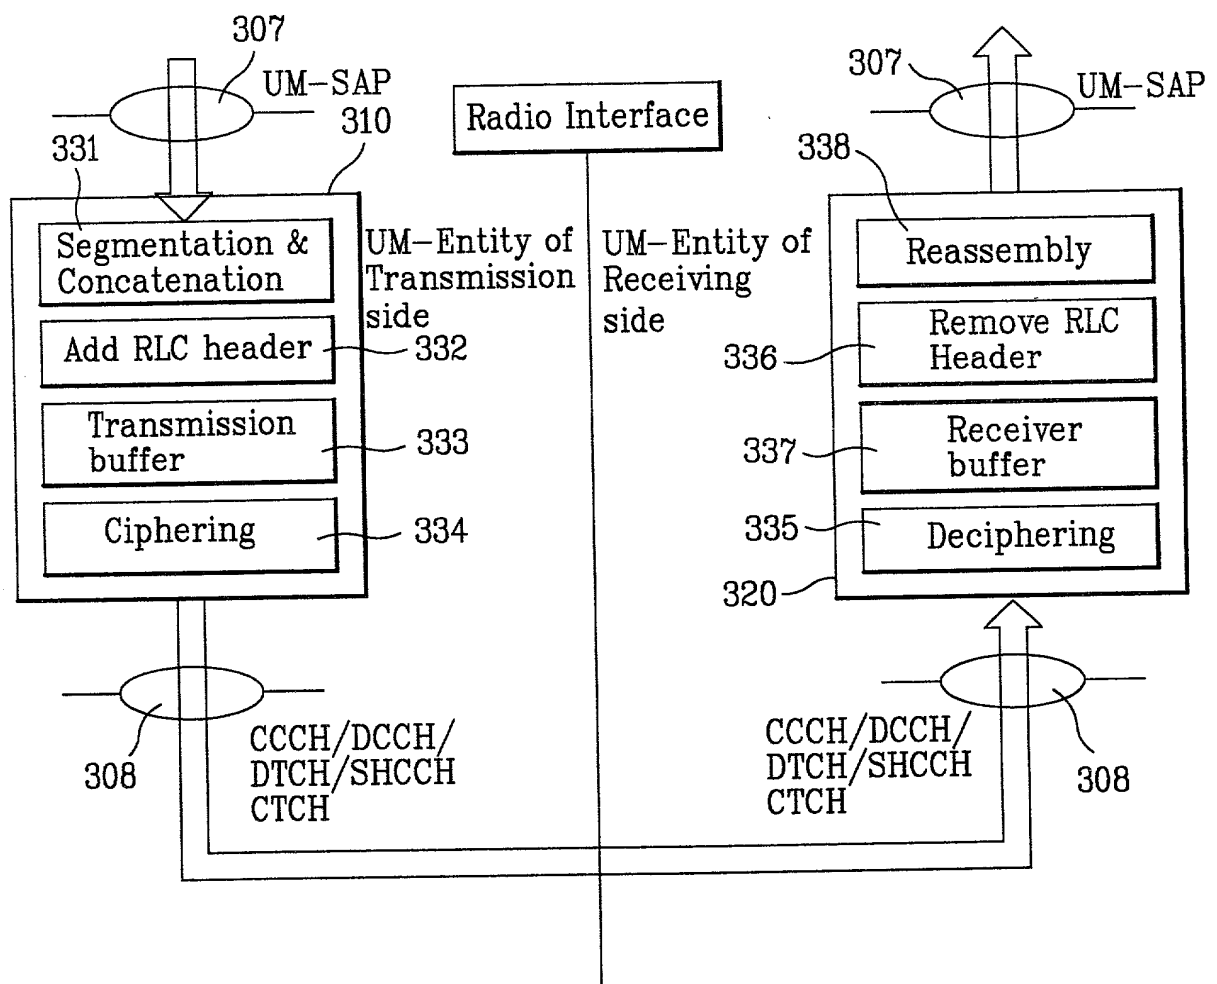 307
UM-SAP
310
331
Segmentation &
Concatenation
Add RLC header
332
Transmission
buffer
333
Ciphering
334
UM-Entity of
Transmission
side
308
CCCH/DCCH/
DTCH/SHCCH
CTCH
Radio Interface
307
UM-SAP
338
UM-Entity of
Receiving
side
Reassembly
336
Remove RLC
Header
337
Receiver
buffer
335
Deciphering
320
CCCH/DCCH/
DTCH/SHCCH
CTCH
308